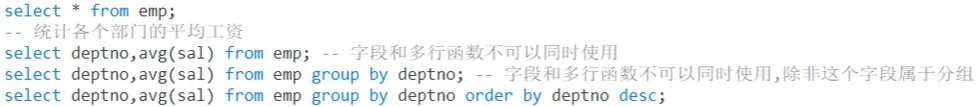 select * from emp;
-- 统计各个部门的平均工资
select deptno,avg(sal) from emp; -- 字段和多行函数不可以同时使用
select deptno,avg(sal) from emp group by deptno; -- 字段和多行函数不可以同时使用,除非这个字段属于分组
select deptno,avg(sal) from emp group by deptno order by deptno desc;